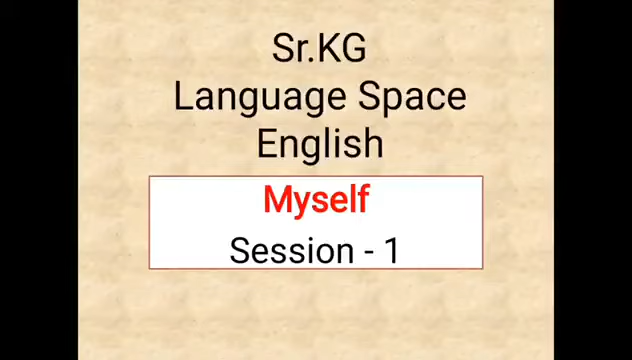 Sr.KG
Language Space
English
Myself
Session - 1